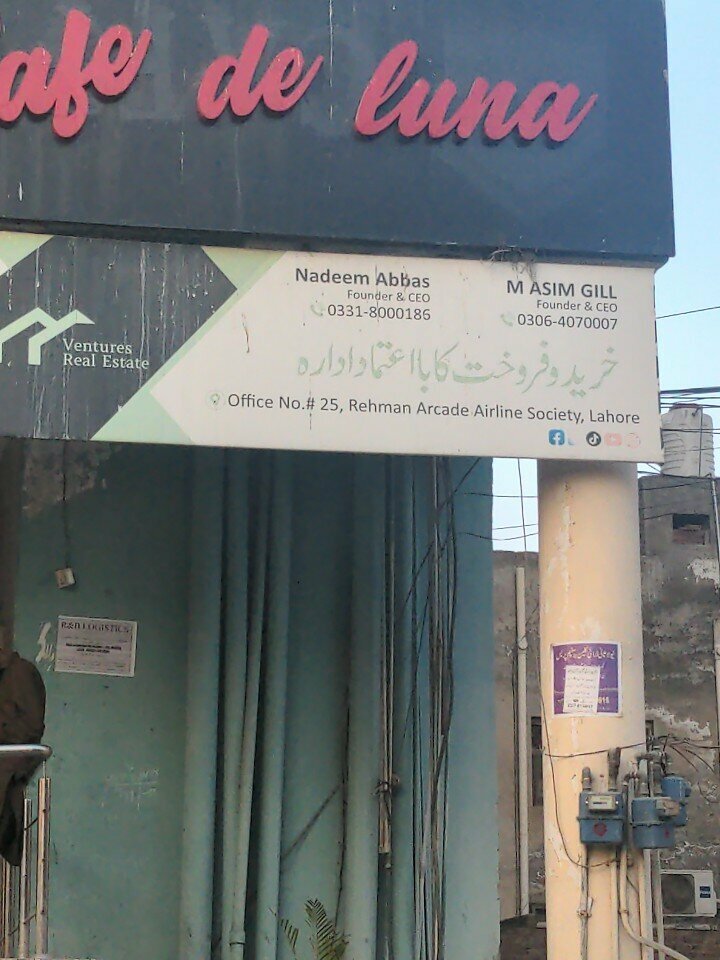 afe de luna
Ventures
Real Estate
Nadeem Abbas
Founder & CEO
0331-8000186
M ASIM GILL
Founder & CEO
0306-4070007
خرید و فروخت کا با اعتماد ادارہ
Office No.# 25, Rehman Arcade Airline Society, Lahore
R&B LOGISTICS